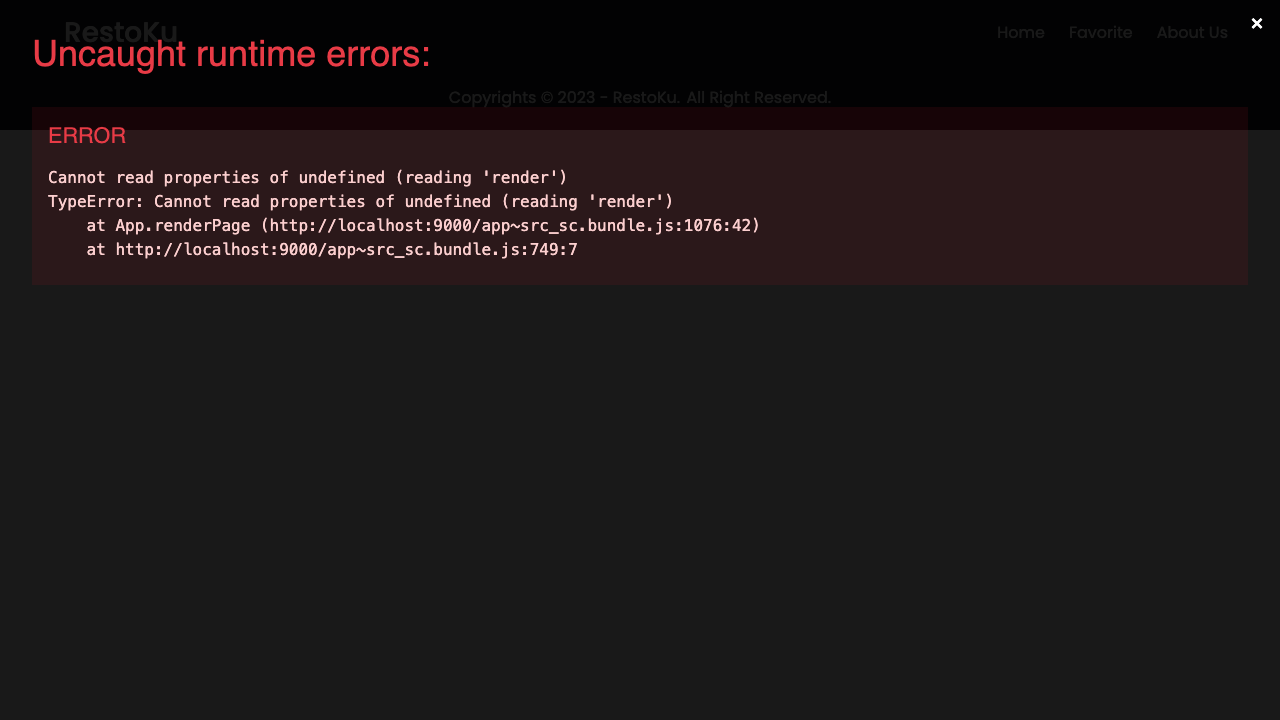 RestoKu
Home Favorite About Us
Uncaught runtime errors:
Copyrights © 2023 - RestoKu. All Right Reserved.
ERROR
Cannot read properties of undefined (reading 'render')
TypeError: Cannot read properties of undefined (reading 'render')
    at App.renderPage (http://localhost:9000/app~src_sc.bundle.js:1076:42)
    at http://localhost:9000/app~src_sc.bundle.js:749:7